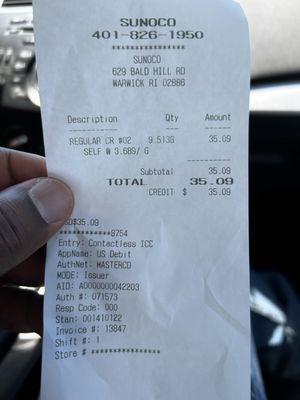 SUNOCO
401-826-1950
********************
SUNOCO
629 BALD HILL RD
WARWICK RI 02886
Description Qty Amount
REGULAR CR #02 9.513G 35.09
SELF @ 3.689/ G
Subtotal 35.09
TOTAL 35.09
CREDIT $ 35.09
USD$35.09
************8754
Entry: Contactless ICC
AppName: US Debit
AuthNet: MASTERCD
MODE: Issuer
AID: A0000000042203
Auth #: 071573
Resp Code: 000
Stan: 001410122
Invoice #: 13847
Shift #: 1
Store # ****************